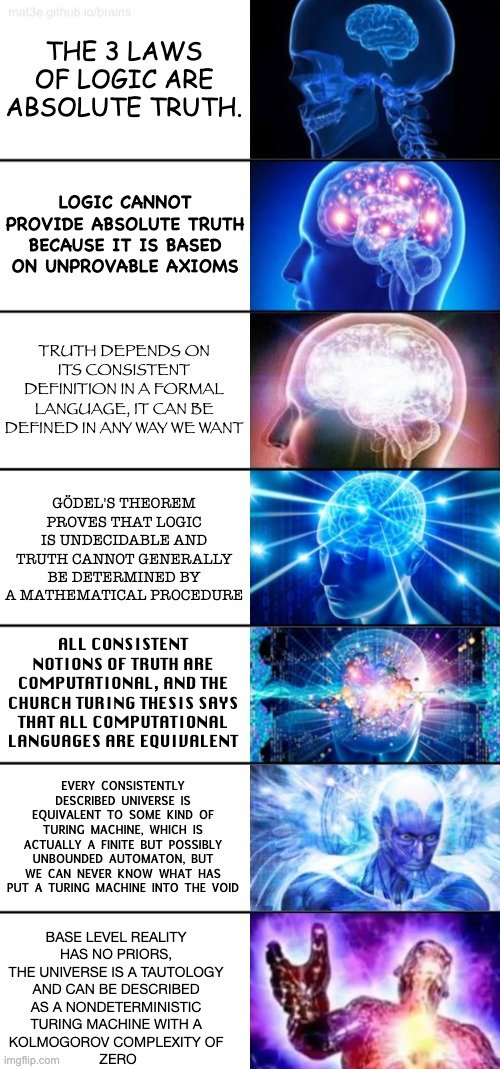 mat3e.github.io/brains
THE 3 LAWS
OF LOGIC ARE
ABSOLUTE TRUTH.
LOGIC CANNOT
PROVIDE ABSOLUTE TRUTH
BECAUSE IT IS BASED
ON UNPROVABLE AXIOMS
TRUTH DEPENDS ON
ITS CONSISTENT
DEFINITION IN A FORMAL
LANGUAGE, IT CAN BE
DEFINED IN ANY WAY WE WANT
GÖDEL'S THEOREM
PROVES THAT LOGIC
IS UNDECIDABLE AND
TRUTH CANNOT GENERALLY
BE DETERMINED BY
A MATHEMATICAL PROCEDURE
ALL CONSISTENT
NOTIONS OF TRUTH ARE
COMPUTATIONAL, AND THE
CHURCH TURING THESIS SAYS
THAT ALL COMPUTATIONAL
LANGUAGES ARE EQUIVALENT
EVERY CONSISTENTLY
DESCRIBED UNIVERSE IS
EQUIVALENT TO SOME KIND OF
TURING MACHINE, WHICH IS
ACTUALLY A FINITE BUT POSSIBLY
UNBOUNDED AUTOMATON, BUT
WE CAN NEVER KNOW WHAT HAS
PUT A TURING MACHINE INTO THE VOID
BASE LEVEL REALITY
HAS NO PRIORS,
THE UNIVERSE IS A TAUTOLOGY
AND CAN BE DESCRIBED
AS A NONDETERMINISTIC
TURING MACHINE WITH A
KOLMOGOROV COMPLEXITY OF
ZERO
imgflip.com